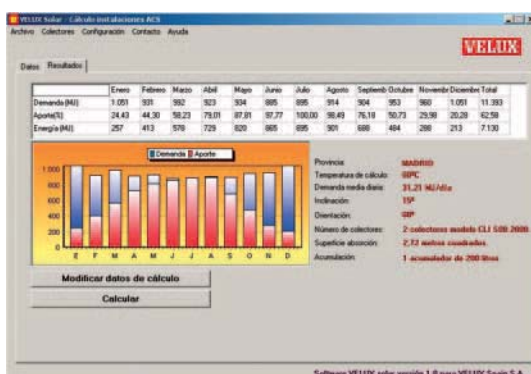 VELUX Solar - Cálculo instalaciones ACS
Archivo Colectores Configuración Contacto Ayuda
VELUX
Datos Resultados
Enero Febrero Marzo Abril Mayo Junio Julio Agosto Septiemb Octubre Noviembr Diciembre Total
Demanda (MJ) 1.051 931 992 923 934 885 895 914 904 953 960 1.051 11.393
Aporte(%) 24,43 44,30 58,23 79,01 87,81 97,77 100,00 98,49 76,18 50,73 29,98 20,28 62,58
Energía (MJ) 257 413 578 729 820 865 895 901 688 484 288 213 7.130
Demanda Aporte
1.000
800
600
400
200
0
E F M A M J J A S O N D
Provincia: MADRID
Temperatura de cálculo: 60ºC
Demanda media diaria: 31,21 MJ/día
Inclinación: 15º
Orientación:
Número de colectores: 2 colectores modelo CLI S08 2000
Superficie absorción: 2,72 metros cuadrados.
Acumulación: 1 acumulador de 200 litros
Modificar datos de cálculo
Calcular
Software VELUX solar versión 1.0 para VELUX Spain S.A.